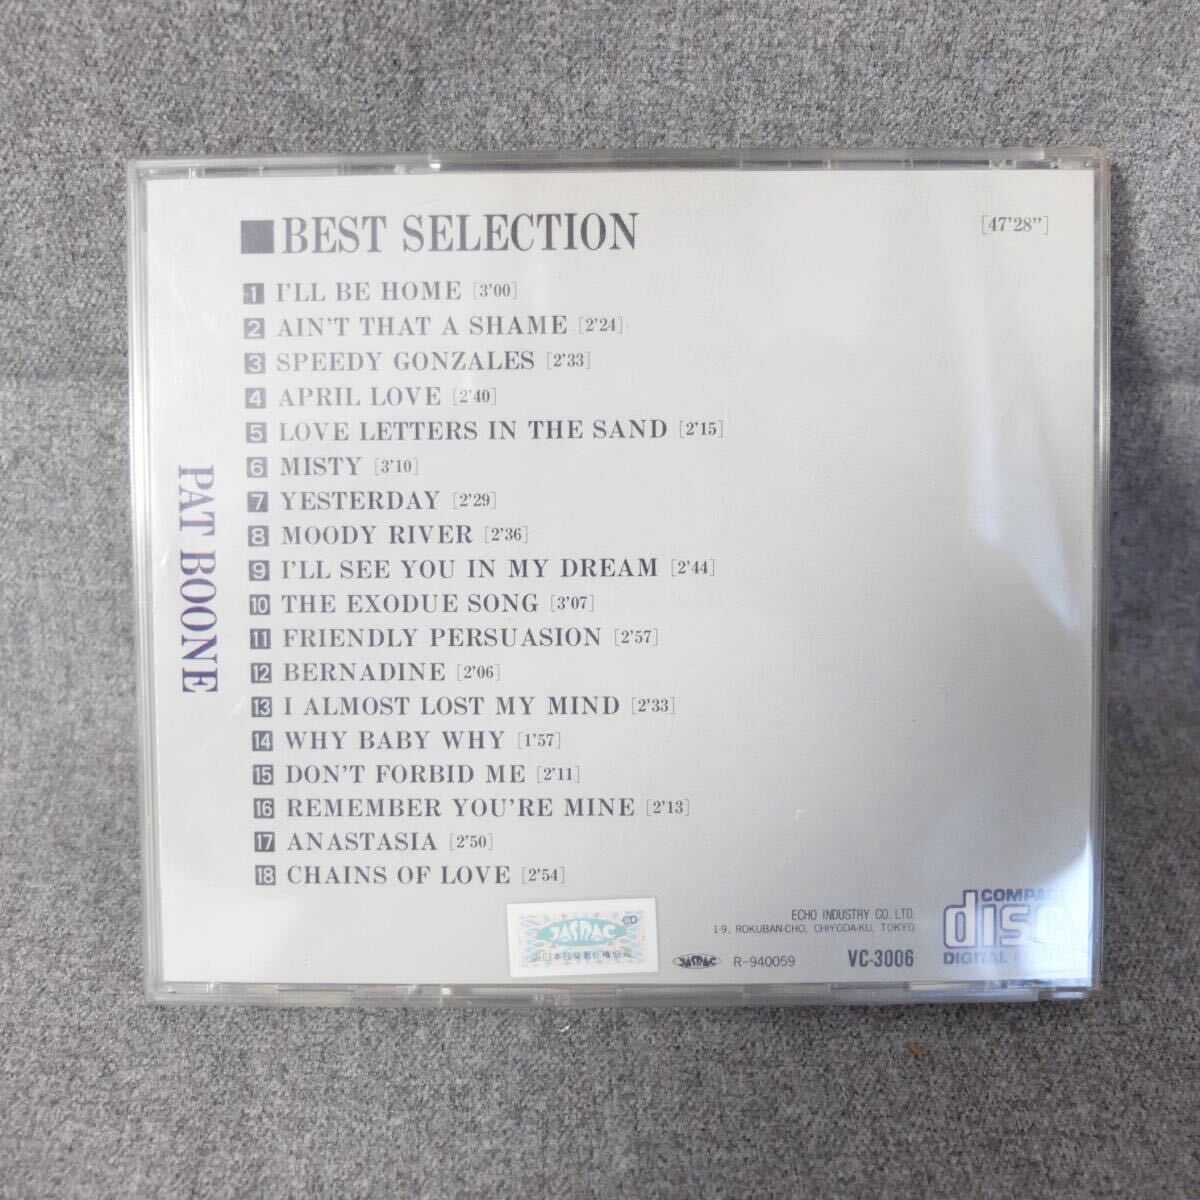 ■BEST SELECTION
[47'28"]
1 I'LL BE HOME [3'00]
2 AIN'T THAT A SHAME [2'24]
3 SPEEDY GONZALES [2'33]
4 APRIL LOVE [2'40]
5 LOVE LETTERS IN THE SAND [2'15]
6 MISTY [3'10]
7 YESTERDAY [2'29]
8 MOODY RIVER [2'36]
9 I'LL SEE YOU IN MY DREAM [2'44]
10 THE EXODUE SONG [3'07]
11 FRIENDLY PERSUASION [2'57]
12 BERNADINE [2'06]
13 I ALMOST LOST MY MIND [2'33]
14 WHY BABY WHY [1'57]
15 DON'T FORBID ME [2'11]
16 REMEMBER YOU'RE MINE [2'13]
17 ANASTASIA [2'50]
18 CHAINS OF LOVE [2'54]
PAT BOONE
CD
JASRAC
ECHO INDUSTRY CO., LTD.
1-9, ROKUBAN-CHO, CHIYODA-KU, TOKYO
JASRAC R-940059 VC-3006
COMPACT
disc
DIGITAL